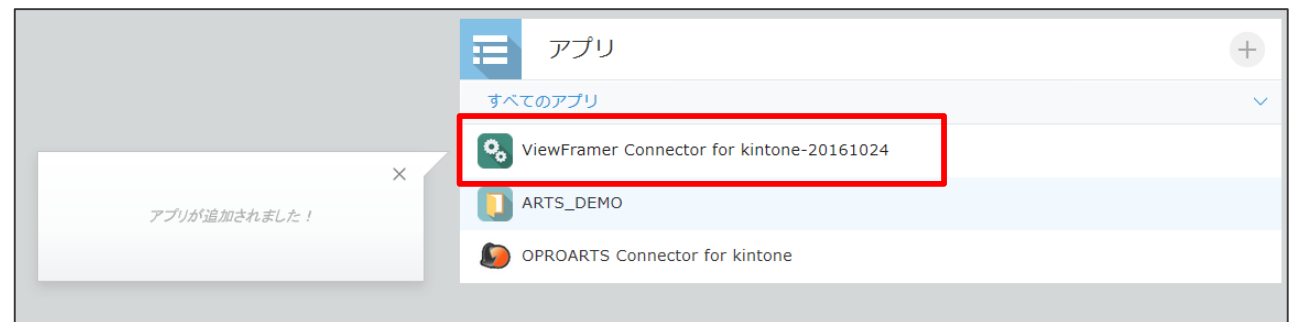 アプリ
すべてのアプリ
ViewFramer Connector for kintone-20161024
アプリが追加されました！
ARTS_DEMO
OPROARTS Connector for kintone